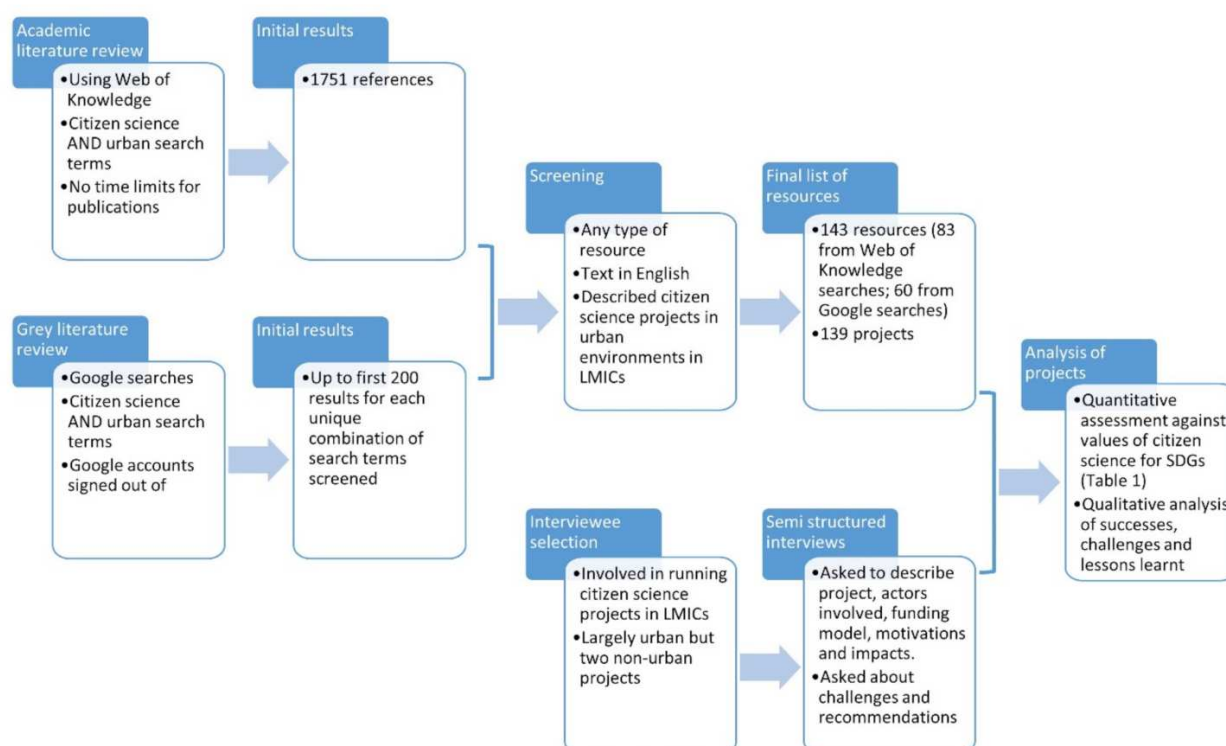 Academic
literature review
•Using Web of
Knowledge
•Citizen science
AND urban search
terms
•No time limits for
publications
Initial results
•1751 references
Grey literature
review
•Google searches
•Citizen science
AND urban search
terms
•Google accounts
signed out of
Initial results
•Up to first 200
results for each
unique
combination of
search terms
screened
Screening
•Any type of
resource
•Text in English
•Described citizen
science projects in
urban
environments in
LMICs
Final list of
resources
•143 resources (83
from Web of
Knowledge
searches; 60 from
Google searches)
•139 projects
Interviewee
selection
•Involved in running
citizen science
projects in LMICs
•Largely urban but
two non-urban
projects
Semi structured
interviews
•Asked to describe
project, actors
involved, funding
model, motivations
and impacts.
•Asked about
challenges and
recommendations
Analysis of
projects
•Quantitative
assessment against
values of citizen
science for SDGs
(Table 1)
•Qualitative analysis
of successes,
challenges and
lessons learnt